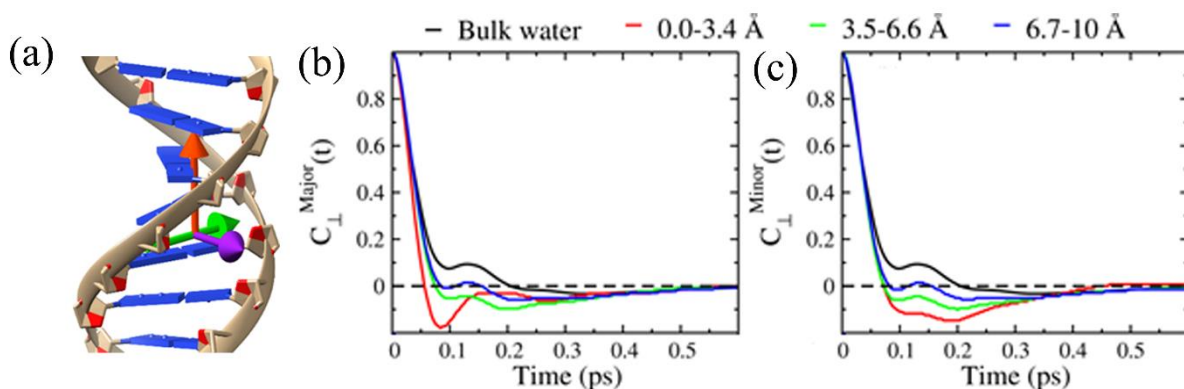 — Bulk water — 0.0-3.4 Å — 3.5-6.6 Å — 6.7-10 Å
(a)
(b)
(c)
C⊥^Major(t)
0.8
0.6
0.4
0.2
0
0 0.1 0.2 0.3 0.4 0.5
Time (ps)
C⊥^Minor(t)
0.8
0.6
0.4
0.2
0
0 0.1 0.2 0.3 0.4 0.5
Time (ps)